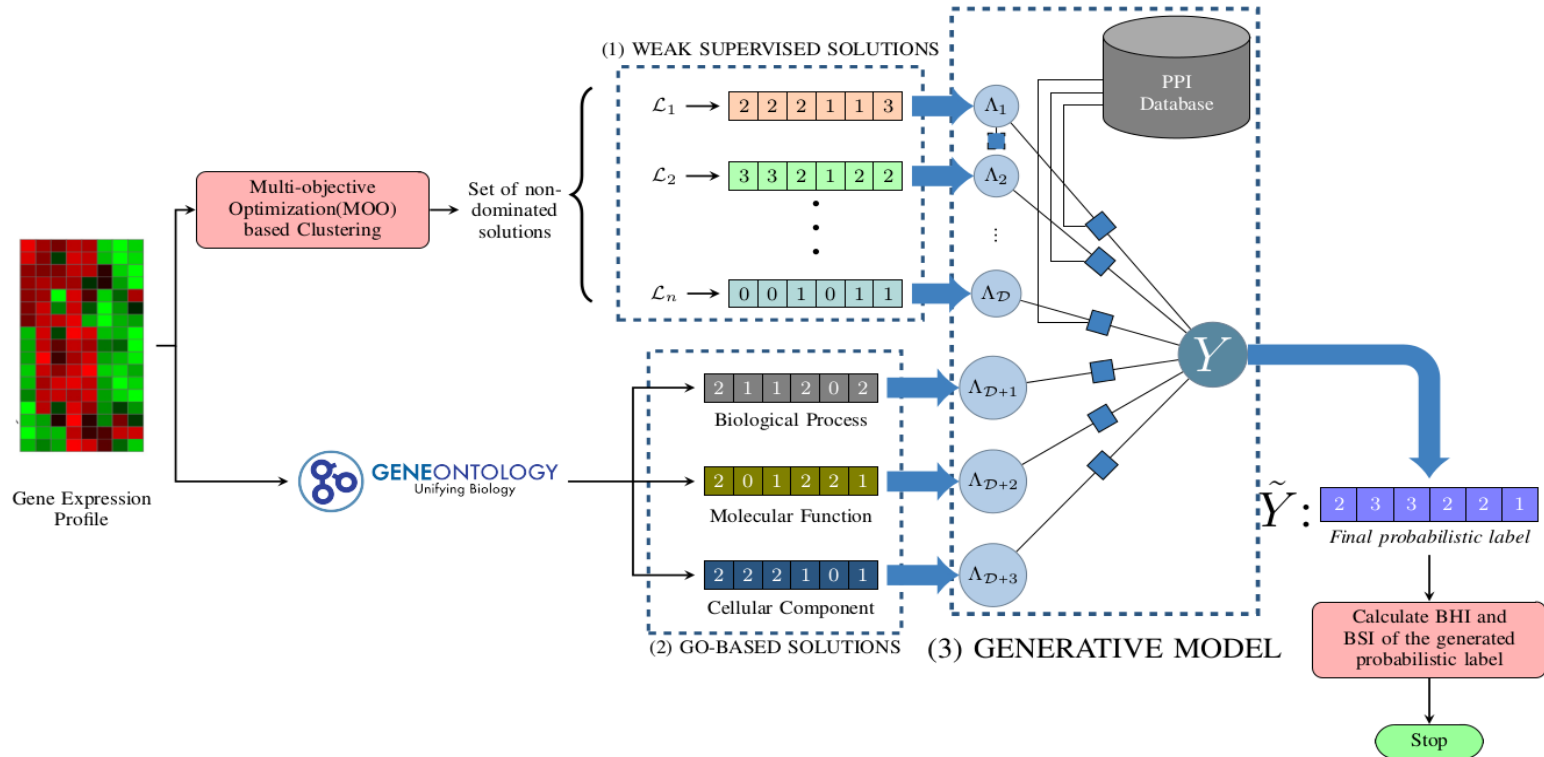 (1) WEAK SUPERVISED SOLUTIONS
ℒ₁
2 2 2 1 1 3
ℒ₂
3 3 2 1 2 2
ℒₙ
0 0 1 0 1 1
Multi-objective
Optimization(MOO)
based Clustering
Set of non-
dominated
solutions
Gene Expression
Profile
GENEONTOLOGY
Unifying Biology
2 1 1 2 0 2
Biological Process
2 0 1 2 2 1
Molecular Function
2 2 2 1 0 1
Cellular Component
(2) GO-BASED SOLUTIONS
PPI
Database
Λ₁
Λ₂
⋮
Λ𝒟
Λ𝒟+1
Λ𝒟+2
Λ𝒟+3
Y
(3) GENERATIVE MODEL
Ỹ:
2 3 3 2 2 1
Final probabilistic label
Calculate BHI and
BSI of the generated
probabilistic label
Stop